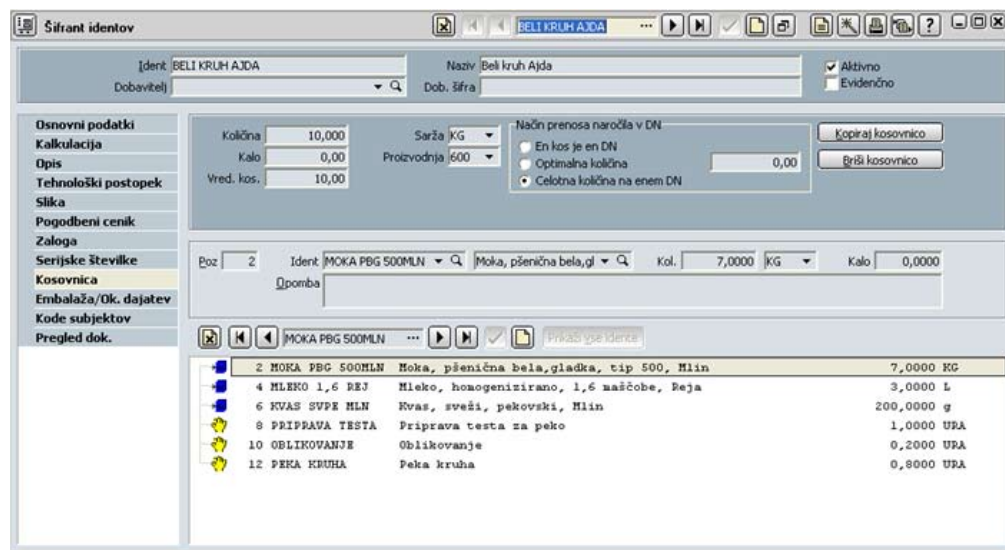 Šifrant identov
BELI KRUH AJDA
Ident BELI KRUH AJDA Naziv Beli kruh Ajda Aktivno
Dobavitelj Dob. šifra Evidenčno
Osnovni podatki
Kalkulacija
Opis
Tehnološki postopek
Slika
Pogodbeni cenik
Zaloga
Serijske številke
Kosovnica
Embalaža/Ok. dajatev
Kode subjektov
Pregled dok.
Količina 10,000 Sarža KG
Kalo 0,00 Proizvodnja 600
Vred. kos. 10,00
Način prenosa naročila v DN
En kos je en DN
Optimalna količina 0,00
Celotna količina na enem DN
Kopiraj kosovnico
Briši kosovnico
Poz 2 Ident MOKA PBG 500MLN Moka, pšenična bela,gl Kol. 7,0000 KG Kalo 0,0000
Opomba
MOKA PBG 500MLN ... Prikaži vse idente
2 MOKA PBG 500MLN Moka, pšenična bela,gladka, tip 500, Mlin 7,0000 KG
4 MLEKO 1,6 REJ Mleko, homogenizirano, 1,6 maščobe, Reja 3,0000 L
6 KVAS SVPE MLN Kvas, sveži, pekovski, Mlin 200,0000 g
8 PRIPRAVA TESTA Priprava testa za peko 1,0000 URA
10 OBLIKOVANJE Oblikovanje 0,2000 URA
12 PEKA KRUHA Peka kruha 0,8000 URA